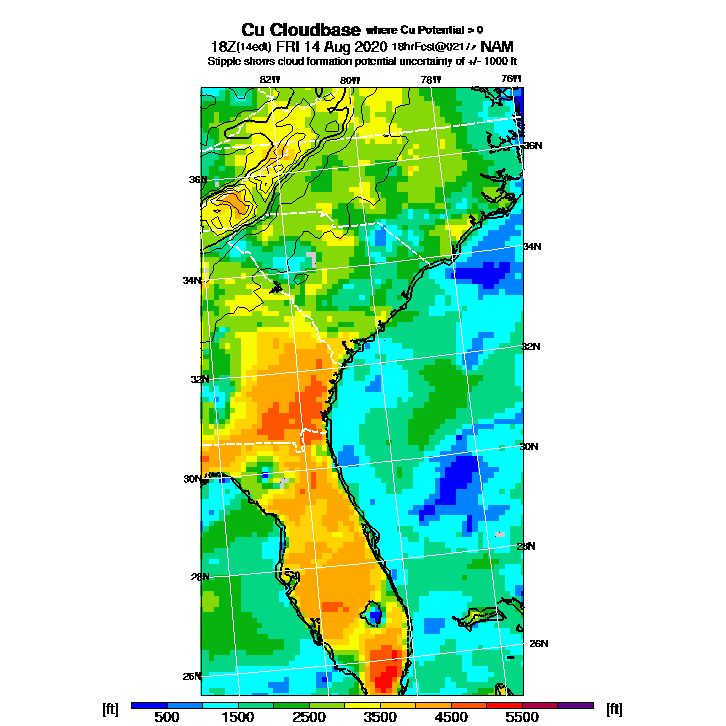 Cu Cloudbase where Cu Potential > 0
18Z(14edt) FRI 14 Aug 2020 18hrFcst@0217z NAM
Stipple shows cloud formation potential uncertainty of +/- 1000 ft
82W 80W 78W 76W
36N
36N
34N
34N
32N
32N
30N
30N
28N
28N
26N
26N
[ft] 500 1500 2500 3500 4500 5500 [ft]